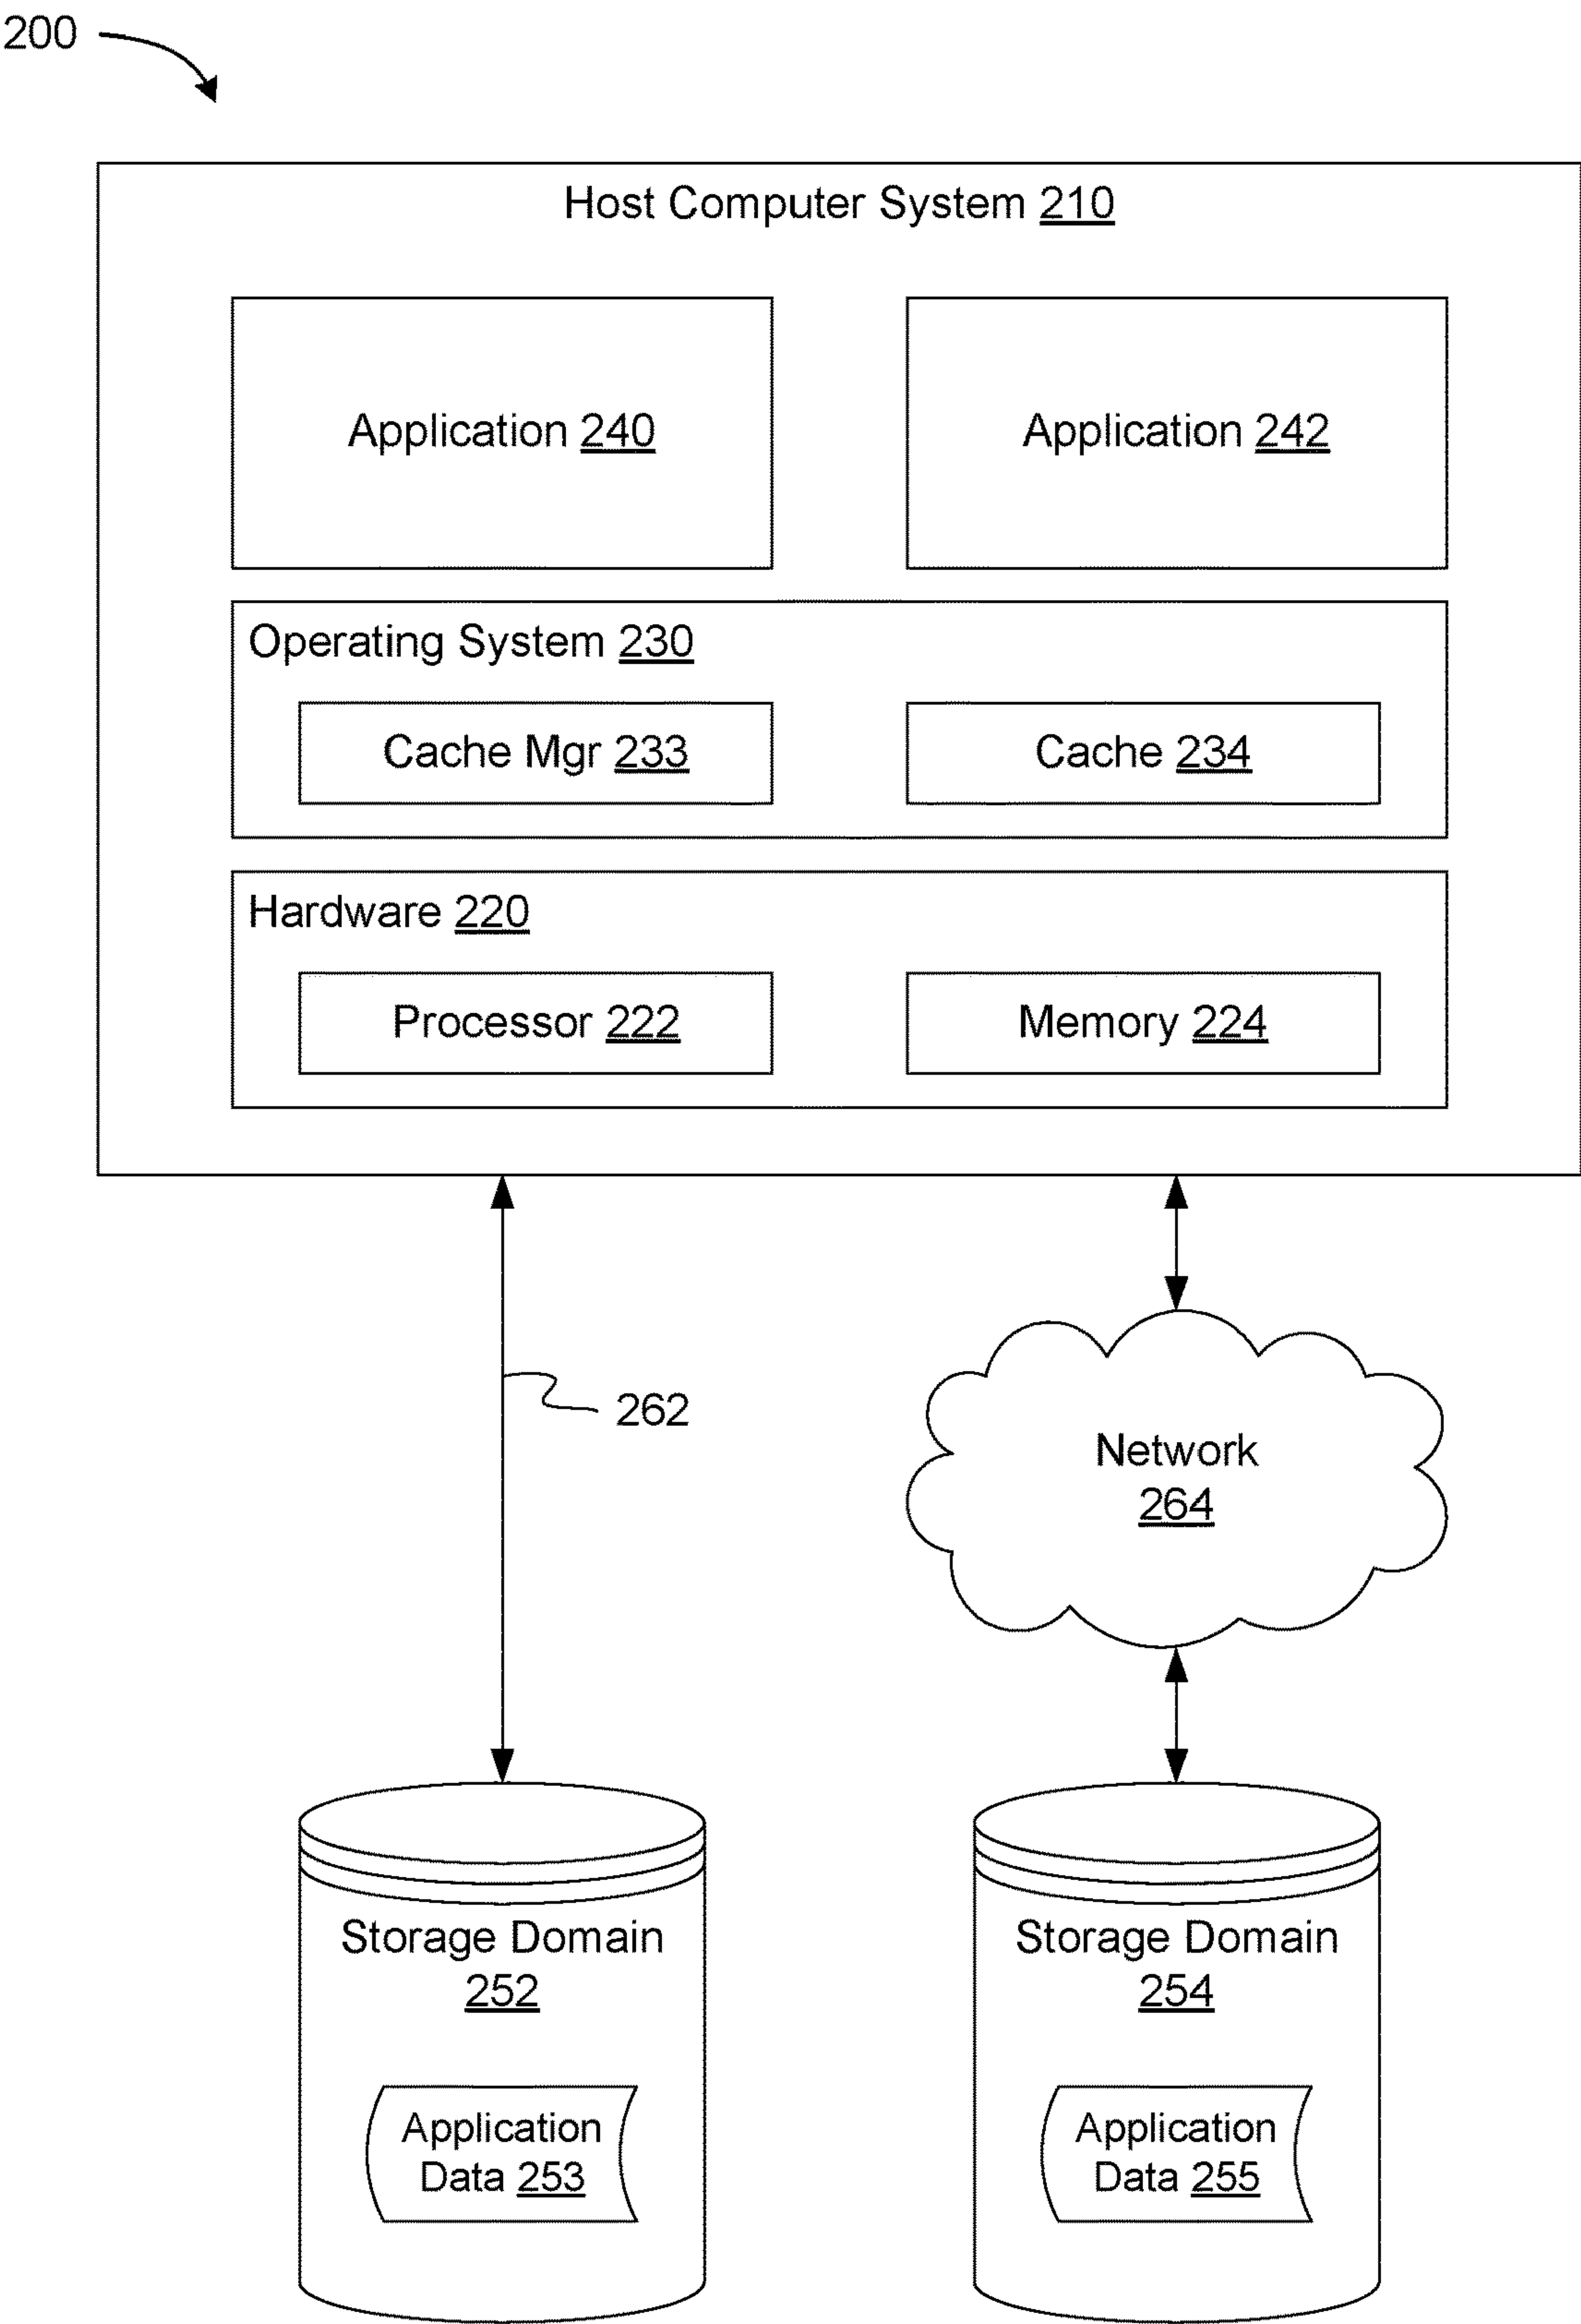 200
Host Computer System 210
Application 240
Application 242
Operating System 230
Cache Mgr 233
Cache 234
Hardware 220
Processor 222
Memory 224
262
Network
264
Storage Domain
252
Application
Data 253
Storage Domain
254
Application
Data 255